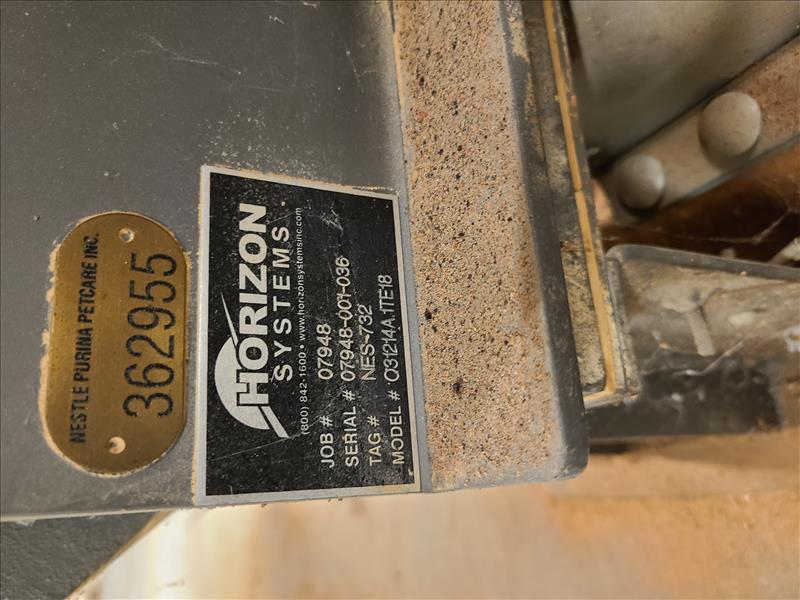 NESTLE PURINA PETCARE INC.
362955
HORIZON
SYSTEMS
(800) 842-1600 • www.horizonsystemsinc.com
JOB # 07948
SERIAL # 07948-001-036
TAG # NES-732
MODEL # 031214A.1TE18